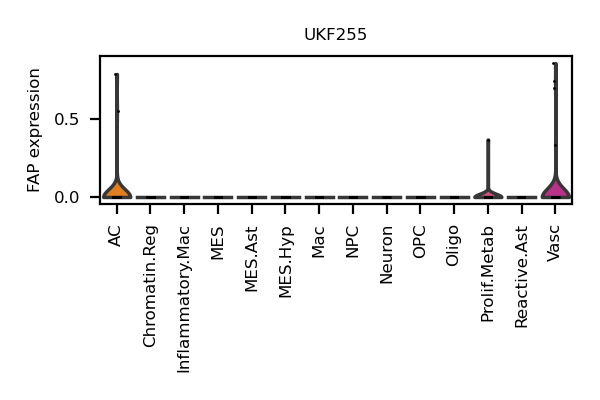 UKF255
FAP expression
0.5
0.0
AC
Chromatin.Reg
Inflammatory.Mac
MES
MES.Ast
MES.Hyp
Mac
NPC
Neuron
OPC
Oligo
Prolif.Metab
Reactive.Ast
Vasc